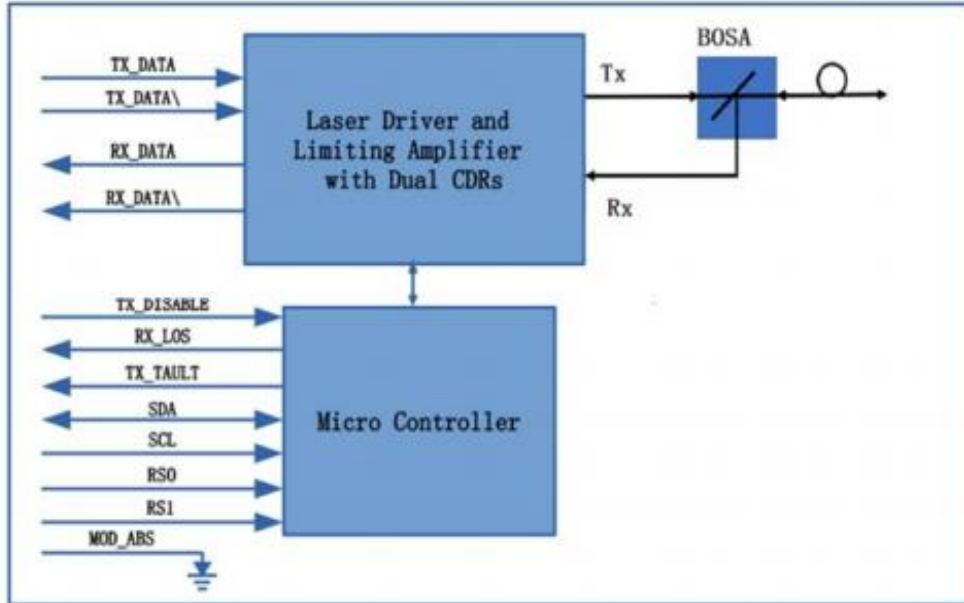 BOSA
TX_DATA
TX_DATA\
RX_DATA
RX_DATA\
Laser Driver and
Limiting Amplifier
with Dual CDRs
Tx
Rx
TX_DISABLE
RX_LOS
TX_TAULT
SDA
SCL
RS0
RS1
MOD_ABS
Micro Controller